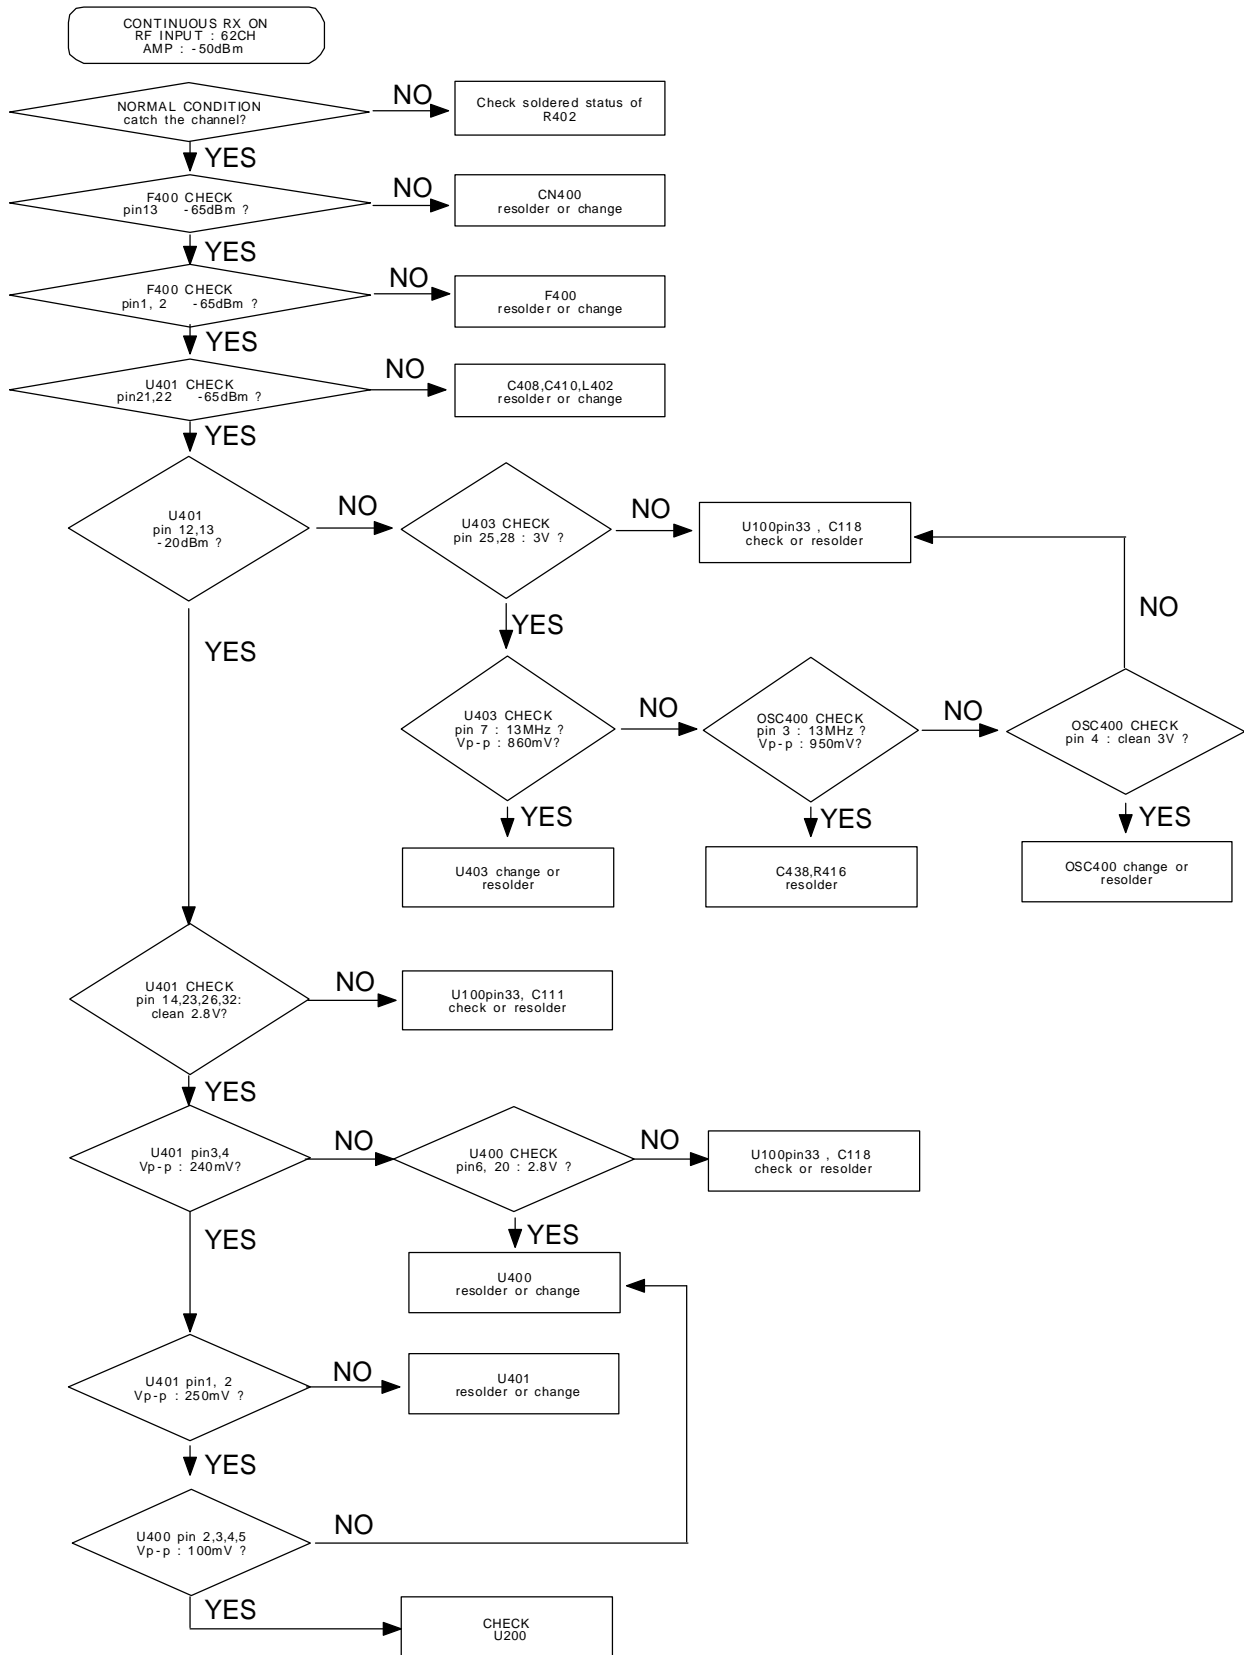 CONTINUOUS RX ON
RF INPUT : 62CH
AMP : -50dBm
NORMAL CONDITION
catch the channel?
NO
Check soldered status of
R402
YES
F400 CHECK
pin13 -65dBm ?
NO
CN400
resolder or change
YES
F400 CHECK
pin1, 2 -65dBm ?
NO
F400
resolder or change
YES
U401 CHECK
pin21,22 -65dBm ?
NO
C408,C410,L402
resolder or change
YES
U401
pin 12,13
-20dBm ?
NO
U403 CHECK
pin 25,28 : 3V ?
NO
U100pin33 , C118
check or resolder
NO
YES
YES
U403 CHECK
pin 7 : 13MHz ?
Vp-p : 860mV?
NO
OSC400 CHECK
pin 3 : 13MHz ?
Vp-p : 950mV?
NO
OSC400 CHECK
pin 4 : clean 3V ?
YES
YES
YES
U403 change or
resolder
C438,R416
resolder
OSC400 change or
resolder
U401 CHECK
pin 14,23,26,32:
clean 2.8V?
NO
U100pin33, C111
check or resolder
YES
U401 pin3,4
Vp-p : 240mV?
NO
U400 CHECK
pin6, 20 : 2.8V ?
NO
U100pin33 , C118
check or resolder
YES
YES
U400
resolder or change
U401 pin1, 2
Vp-p : 250mV ?
NO
U401
resolder or change
YES
U400 pin 2,3,4,5
Vp-p : 100mV ?
NO
YES
CHECK
U200